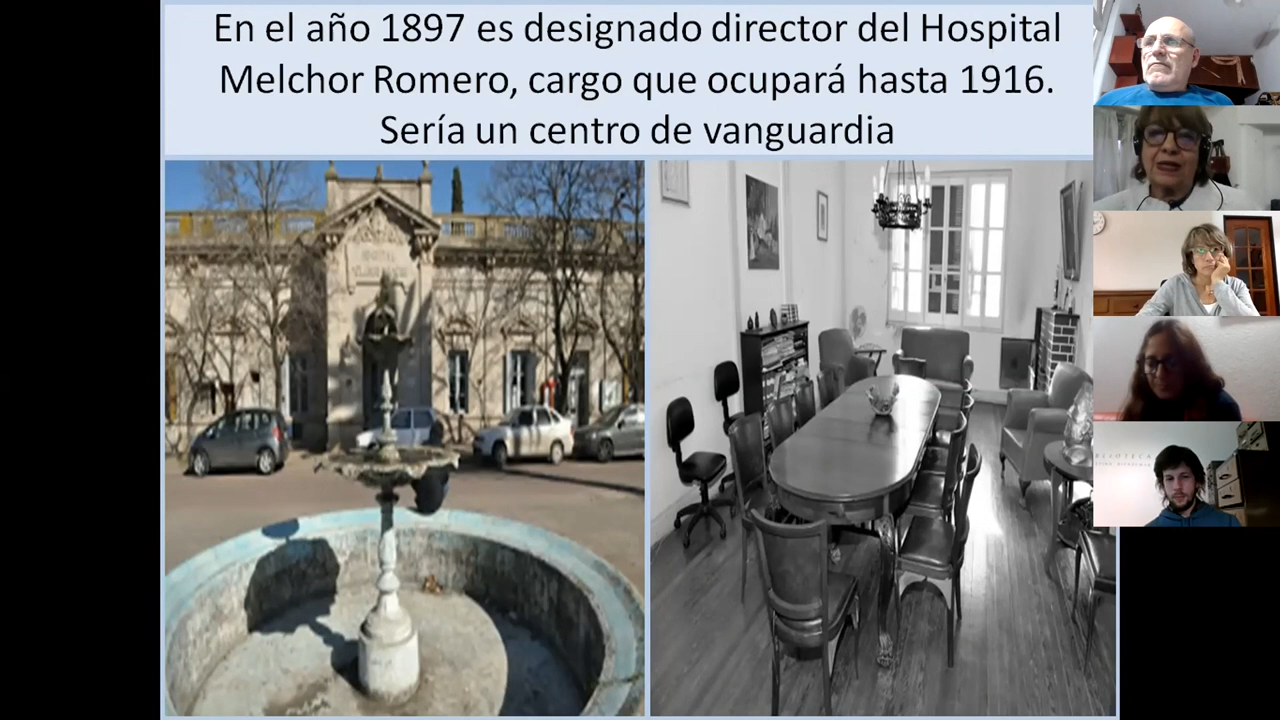 En el año 1897 es designado director del Hospital
Melchor Romero, cargo que ocupará hasta 1916.
Sería un centro de vanguardia